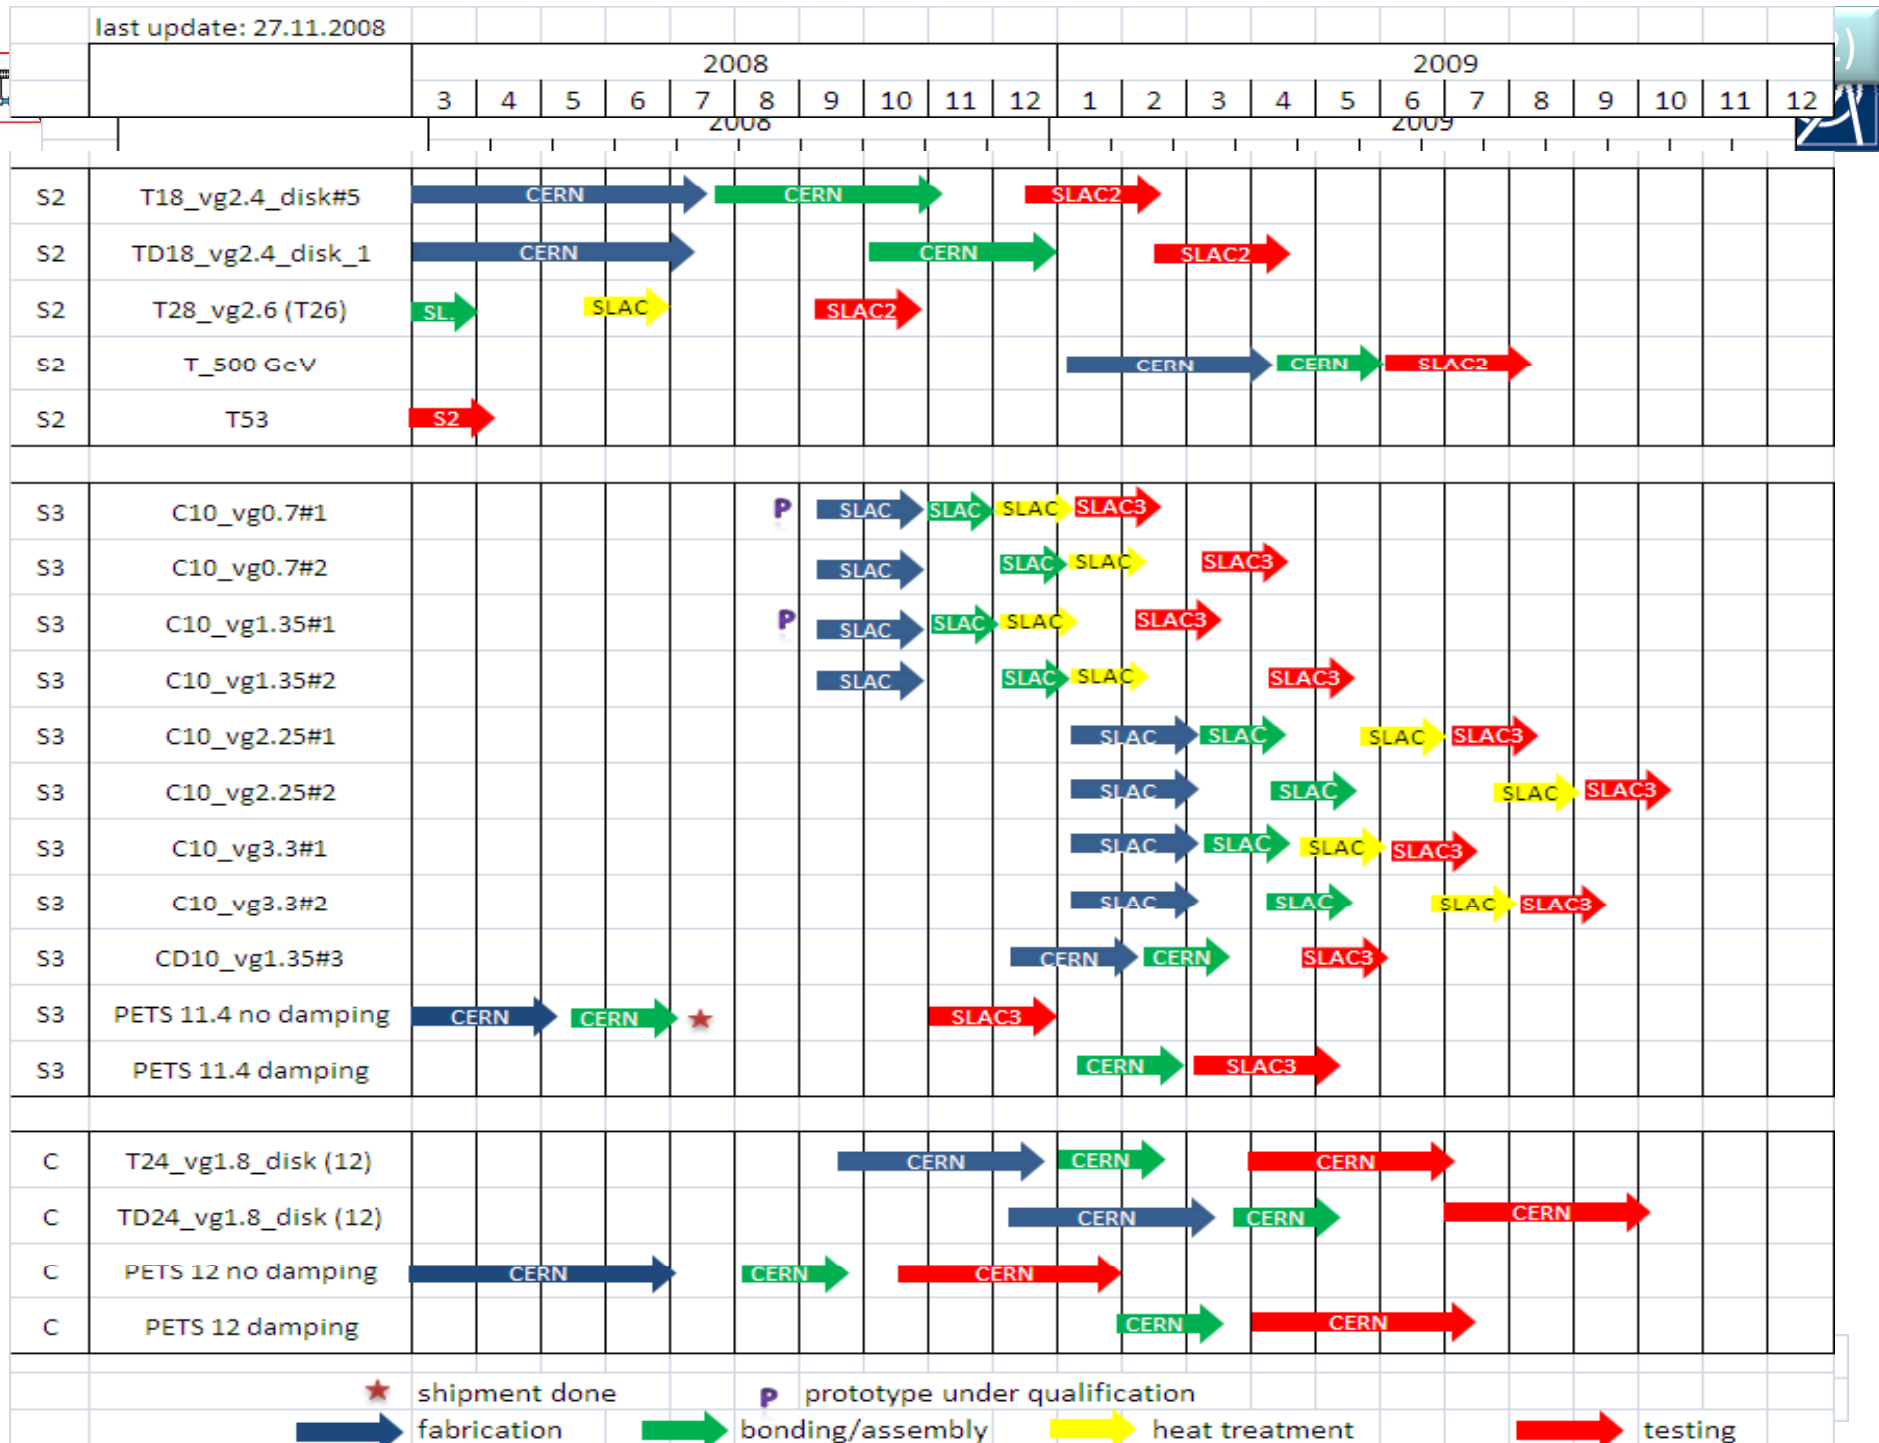 last update: 27.11.2008
2008 2009
3 4 5 6 7 8 9 10 11 12 1 2 3 4 5 6 7 8 9 10 11 12
2008 2009
S2 T18_vg2.4_disk#5 CERN CERN SLAC2
S2 TD18_vg2.4_disk_1 CERN CERN SLAC2
S2 T28_vg2.6 (T26) SL. SLAC SLAC2
S2 T_500 GeV CERN CERN SLAC2
S2 T53 S2
S3 C10_vg0.7#1 P SLAC SLAC SLAC SLAC3
S3 C10_vg0.7#2 SLAC SLAC SLAC SLAC3
S3 C10_vg1.35#1 P SLAC SLAC SLAC SLAC3
S3 C10_vg1.35#2 SLAC SLAC SLAC SLAC3
S3 C10_vg2.25#1 SLAC SLAC SLAC SLAC3
S3 C10_vg2.25#2 SLAC SLAC SLAC SLAC3
S3 C10_vg3.3#1 SLAC SLAC SLAC SLAC3
S3 C10_vg3.3#2 SLAC SLAC SLAC SLAC3
S3 CD10_vg1.35#3 CERN CERN SLAC3
S3 PETS 11.4 no damping CERN CERN SLAC3
S3 PETS 11.4 damping CERN SLAC3
C T24_vg1.8_disk (12) CERN CERN CERN
C TD24_vg1.8_disk (12) CERN CERN CERN
C PETS 12 no damping CERN CERN CERN
C PETS 12 damping CERN CERN
shipment done P prototype under qualification
fabrication bonding/assembly heat treatment testing